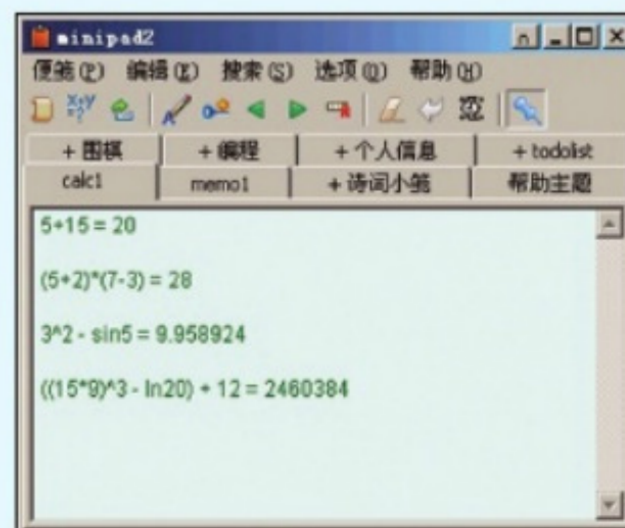 minipad2
便笺(P) 编辑(E) 搜索(S) 选项(O) 帮助(H)
X+Y=?
+ 围棋 + 编程 + 个人信息 + todolist
calc1 memo1 + 诗词小笺 帮助主题
5+15 = 20
(5+2)*(7-3) = 28
3^2 - sin5 = 9.958924
((15*9)^3 - ln20) + 12 = 2460384